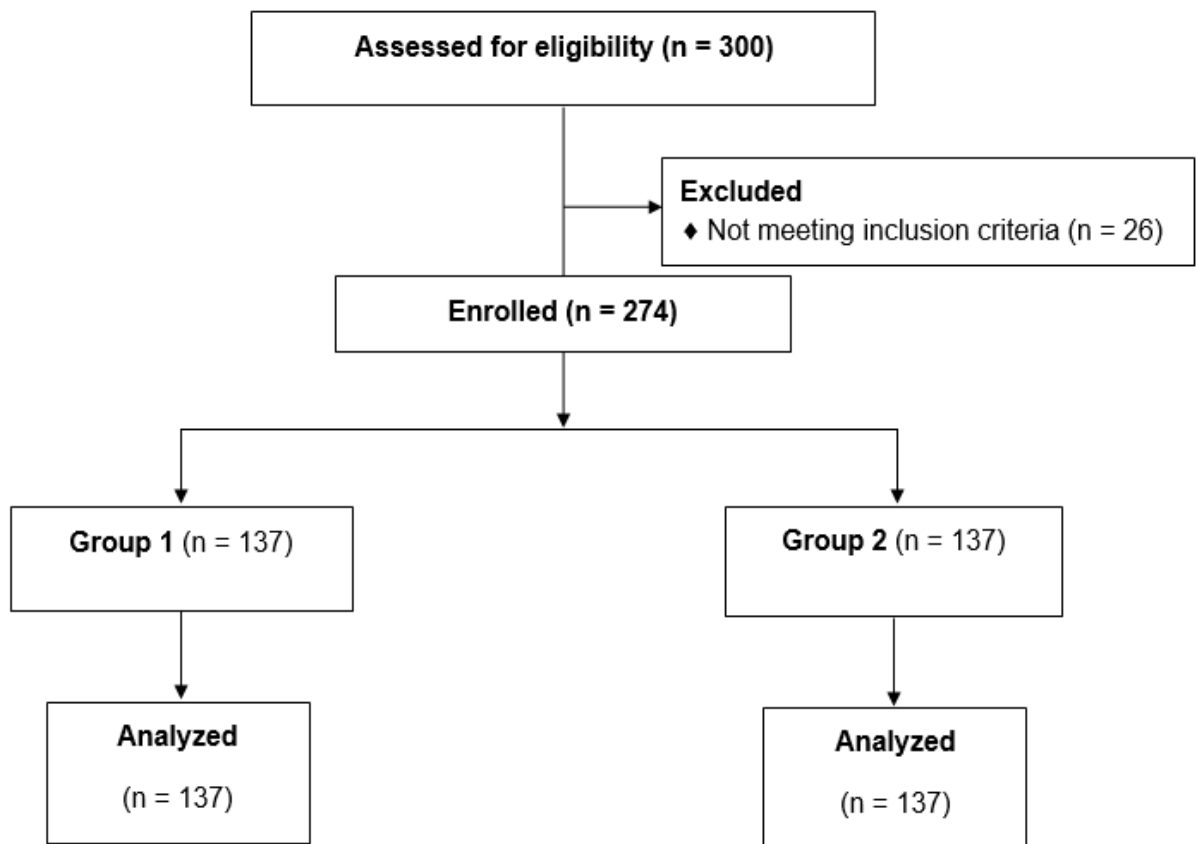 Assessed for eligibility (n = 300)
Excluded
♦ Not meeting inclusion criteria (n = 26)
Enrolled (n = 274)
Group 1 (n = 137)
Group 2 (n = 137)
Analyzed
(n = 137)
Analyzed
(n = 137)